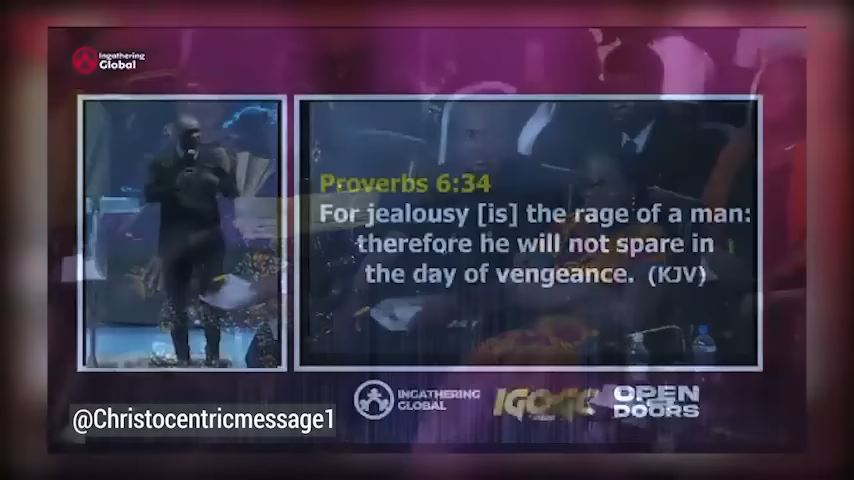 Ingathering
Global
Proverbs 6:34
For jealousy [is] the rage of a man:
therefore he will not spare in
the day of vengeance. (KJV)
INGATHERING
GLOBAL
OPEN
DOORS
@Christocentricmessage1